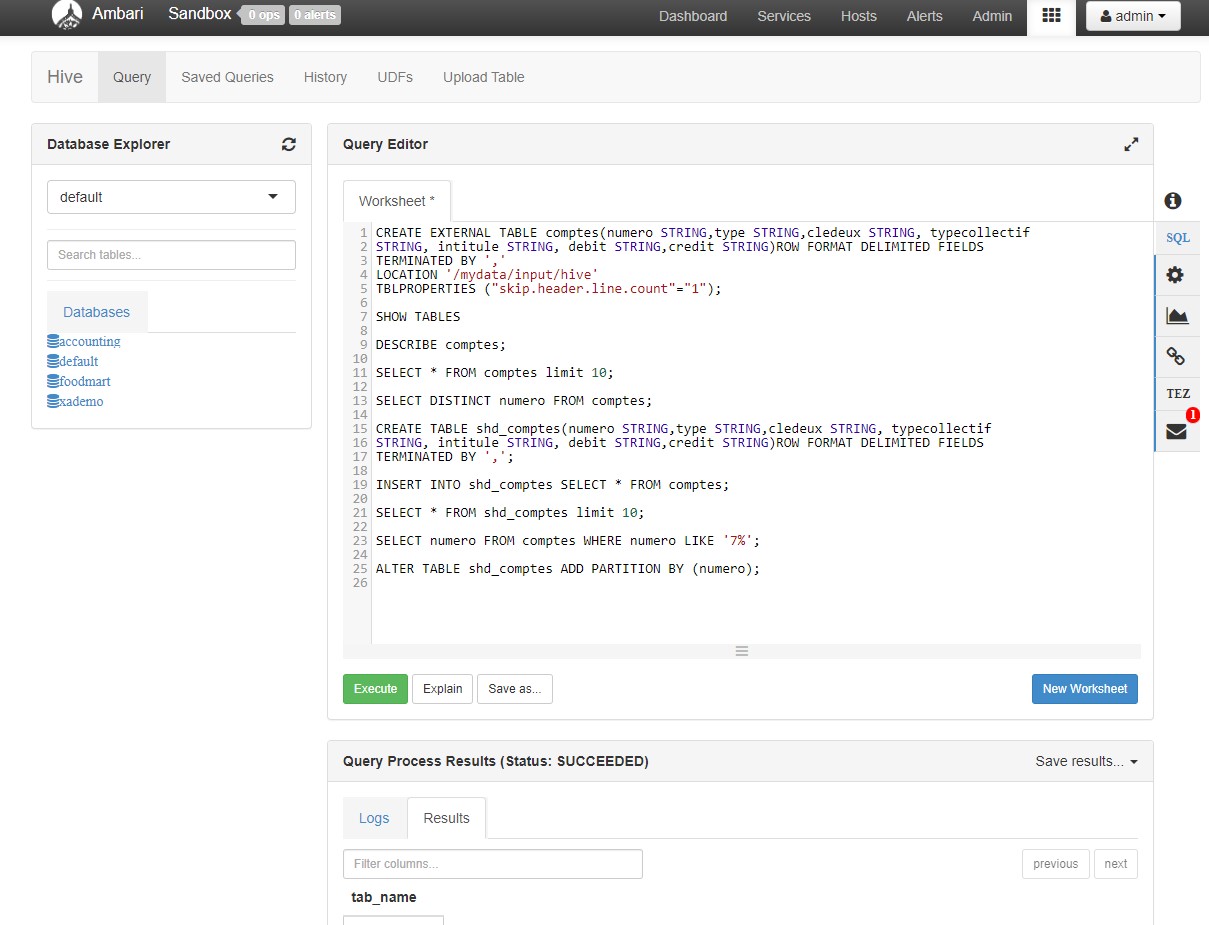 Ambari Sandbox 0 ops 0 alerts Dashboard Services Hosts Alerts Admin admin
Hive Query Saved Queries History UDFs Upload Table
Database Explorer
default
Search tables...
Databases
accounting
default
foodmart
xademo
Query Editor
Worksheet *
1 CREATE EXTERNAL TABLE comptes(numero STRING,type STRING,cledeux STRING, typecollectif
2 STRING, intitule STRING, debit STRING,credit STRING)ROW FORMAT DELIMITED FIELDS
3 TERMINATED BY ','
4 LOCATION '/mydata/input/hive'
5 TBLPROPERTIES ("skip.header.line.count"="1");
6
7 SHOW TABLES
8
9 DESCRIBE comptes;
10
11 SELECT * FROM comptes limit 10;
12
13 SELECT DISTINCT numero FROM comptes;
14
15 CREATE TABLE shd_comptes(numero STRING,type STRING,cledeux STRING, typecollectif
16 STRING, intitule STRING, debit STRING,credit STRING)ROW FORMAT DELIMITED FIELDS
17 TERMINATED BY ',';
18
19 INSERT INTO shd_comptes SELECT * FROM comptes;
20
21 SELECT * FROM shd_comptes limit 10;
22
23 SELECT numero FROM comptes WHERE numero LIKE '7%';
24
25 ALTER TABLE shd_comptes ADD PARTITION BY (numero);
26
Execute Explain Save as... New Worksheet
SQL
TEZ
1
Query Process Results (Status: SUCCEEDED) Save results...
Logs Results
Filter columns... previous next
tab_name